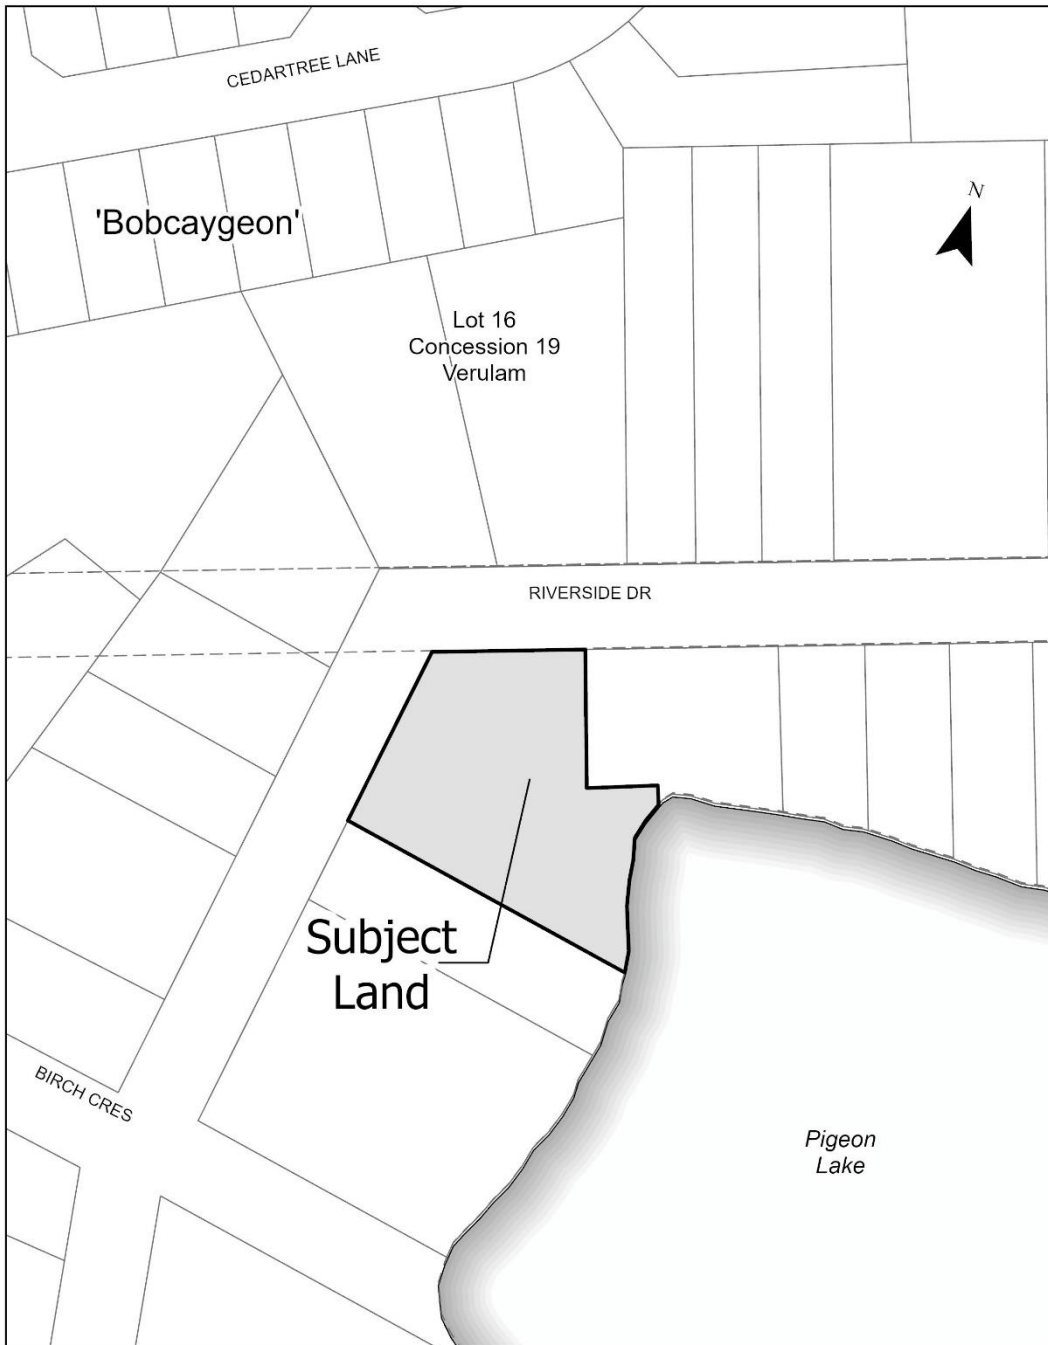 CEDARTREE LANE
'Bobcaygeon'
N
Lot 16
Concession 19
Verulam
RIVERSIDE DR
Subject
Land
BIRCH CRES
Pigeon
Lake